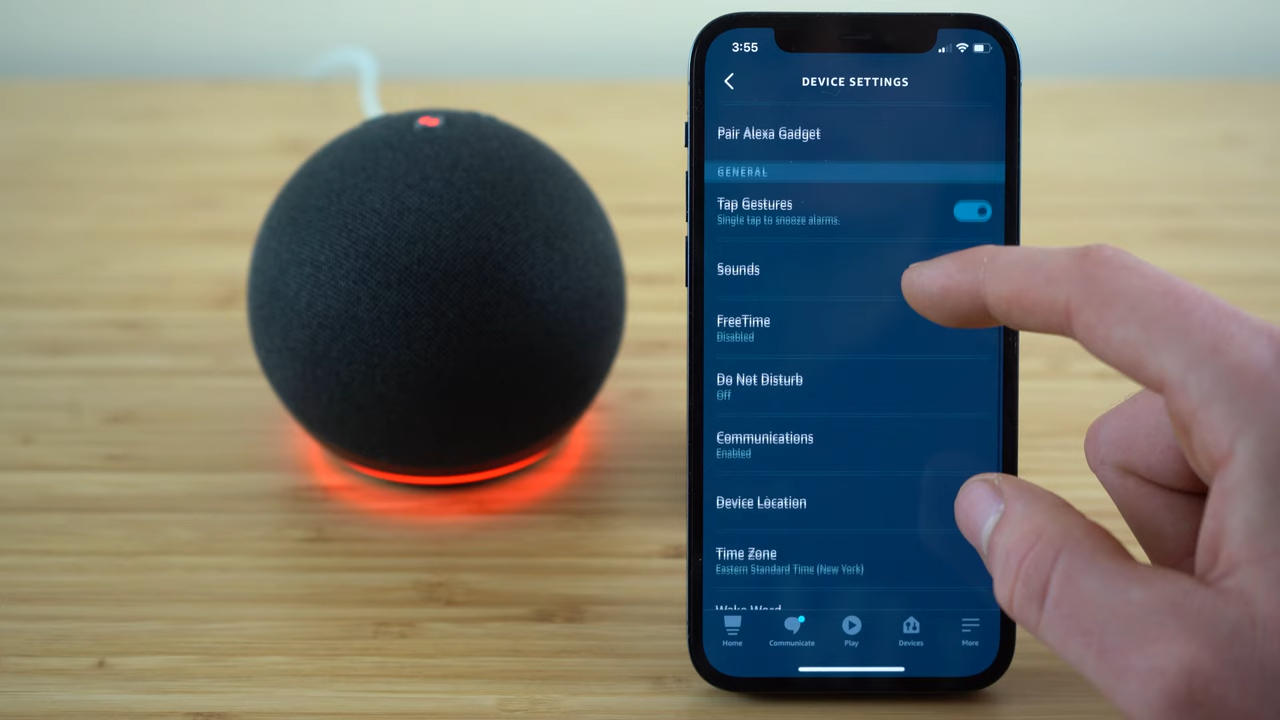 3:55
DEVICE SETTINGS
Pair Alexa Gadget
GENERAL
Tap Gestures
Single tap to snooze alarms.
Sounds
FreeTime
Disabled
Do Not Disturb
Off
Communications
Enabled
Device Location
Time Zone
Eastern Standard Time (New York)
Wake Word
Home Communicate Play Devices More